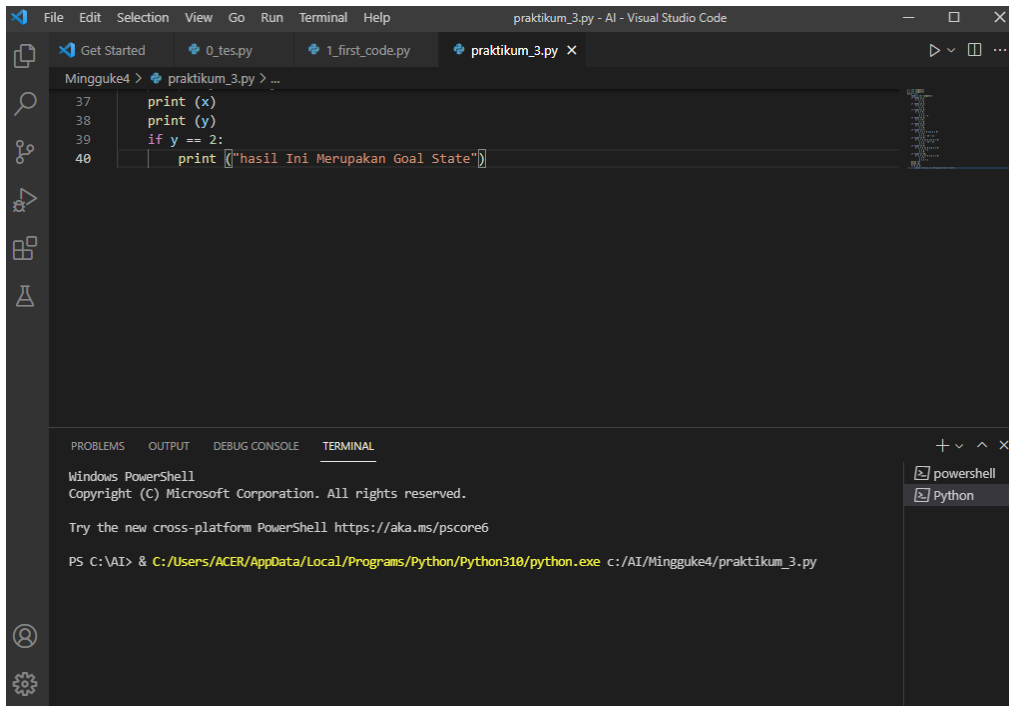 File Edit Selection View Go Run Terminal Help praktikum_3.py - AI - Visual Studio Code
Get Started 0_tes.py 1_first_code.py praktikum_3.py
Mingguke4 > praktikum_3.py > ...
37 print (x)
38 print (y)
39 if y == 2:
40 print ("hasil Ini Merupakan Goal State")
PROBLEMS OUTPUT DEBUG CONSOLE TERMINAL
Windows PowerShell
Copyright (C) Microsoft Corporation. All rights reserved.
Try the new cross-platform PowerShell https://aka.ms/pscore6
PS C:\AI> & C:/Users/ACER/AppData/Local/Programs/Python/Python310/python.exe c:/AI/Mingguke4/praktikum_3.py
powershell
Python